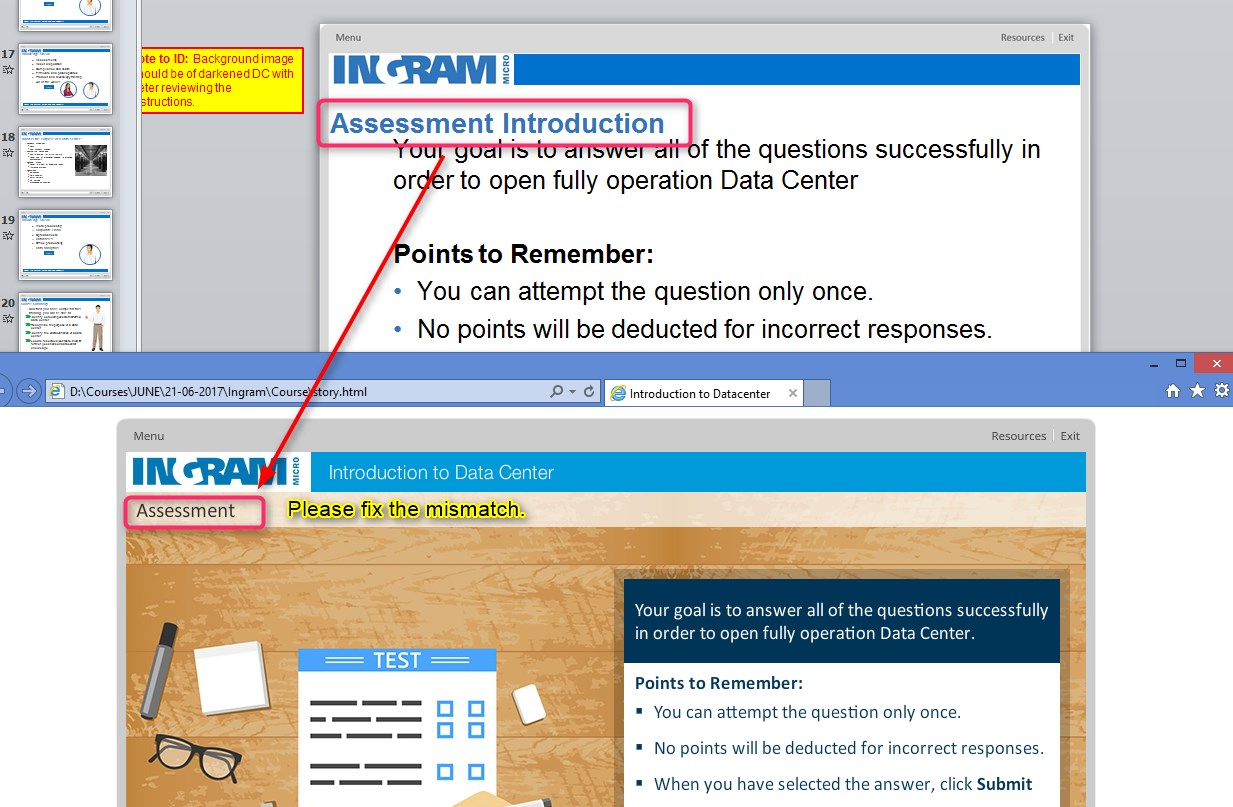 Menu
Resources
Exit
17
ote to ID: Background image
ould be of darkened DC with
eter reviewing the
structions.
INGRAM MICRO
Assessment Introduction
Your goal is to answer all of the questions successfully in
order to open fully operation Data Center
18
19
Points to Remember:
• You can attempt the question only once.
• No points will be deducted for incorrect responses.
20
D:\Courses\JUNE\21-06-2017\Ingram\Course\story.html
Introduction to Datacenter
Menu
Resources
Exit
INGRAM MICRO
Introduction to Data Center
Assessment
Please fix the mismatch.
Your goal is to answer all of the questions successfully
in order to open fully operation Data Center.
TEST
Points to Remember:
▪ You can attempt the question only once.
▪ No points will be deducted for incorrect responses.
▪ When you have selected the answer, click Submit